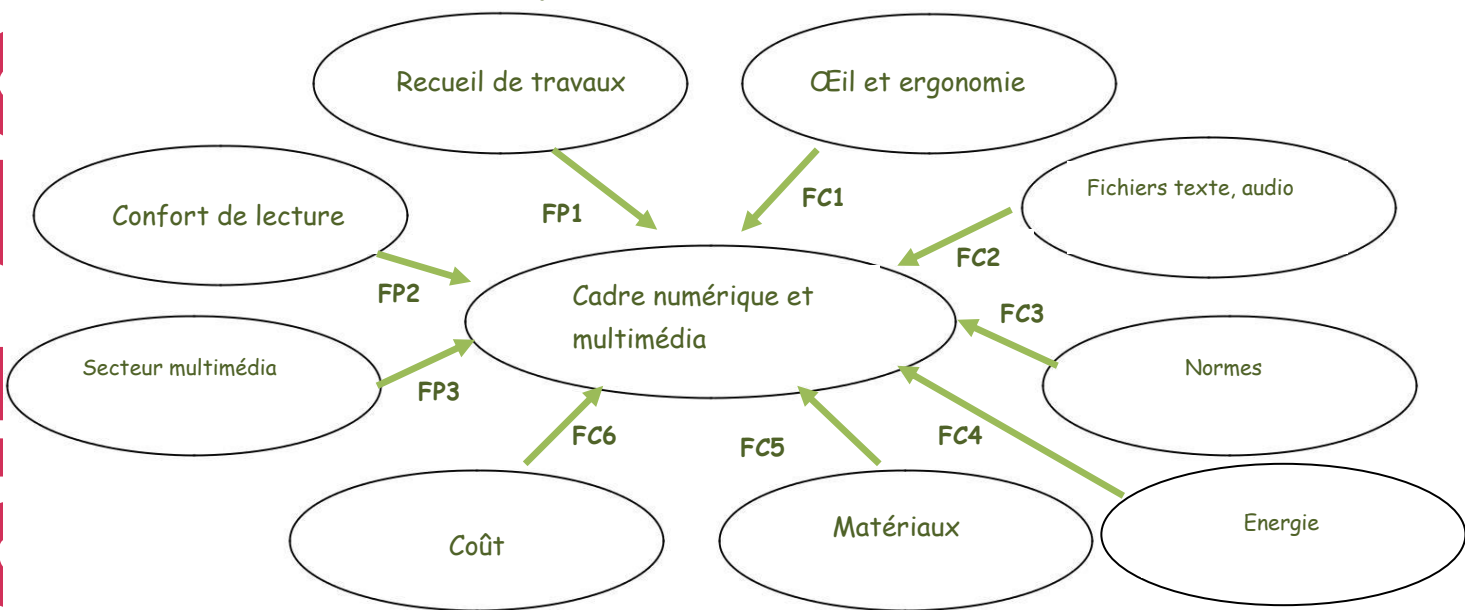 Recueil de travaux
Œil et ergonomie
Fichiers texte, audio
Confort de lecture
FP1
FC1
FC2
FP2
Cadre numérique et
multimédia
FC3
Secteur multimédia
Normes
FP3
FC6
FC5
FC4
Coût
Matériaux
Energie